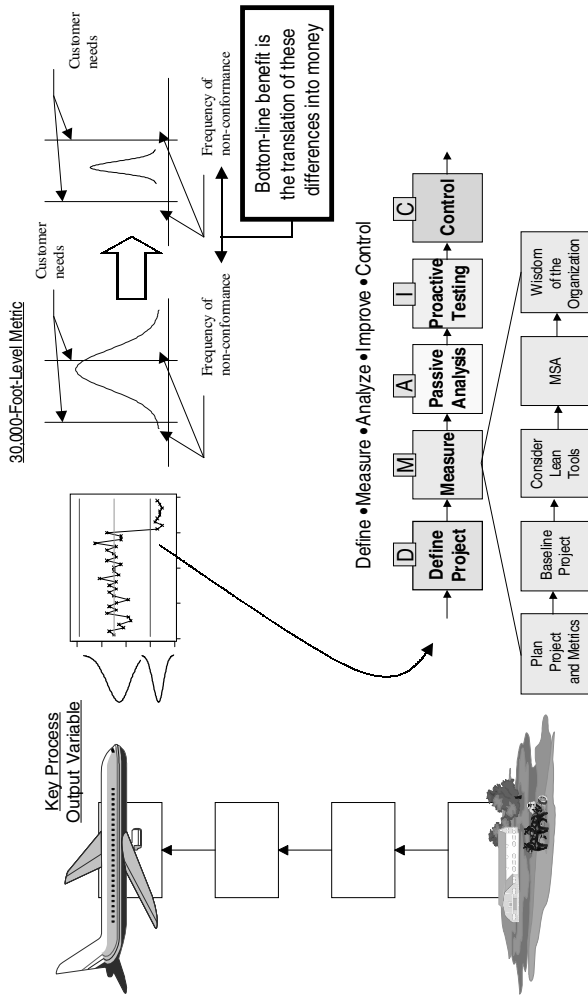 30,000-Foot-Level Metric
Key Process
Output Variable
Customer
needs
Frequency of
non-conformance
Customer
needs
Frequency of
non-conformance
Bottom-line benefit is
the translation of these
differences into money
Define •Measure •Analyze •Improve •Control
D
M
A
I
C
Define
Project
Measure
Passive
Analysis
Proactive
Testing
Control
Plan
Project
and Metrics
Baseline
Project
Consider
Lean
Tools
MSA
Wisdom
of the
Organization